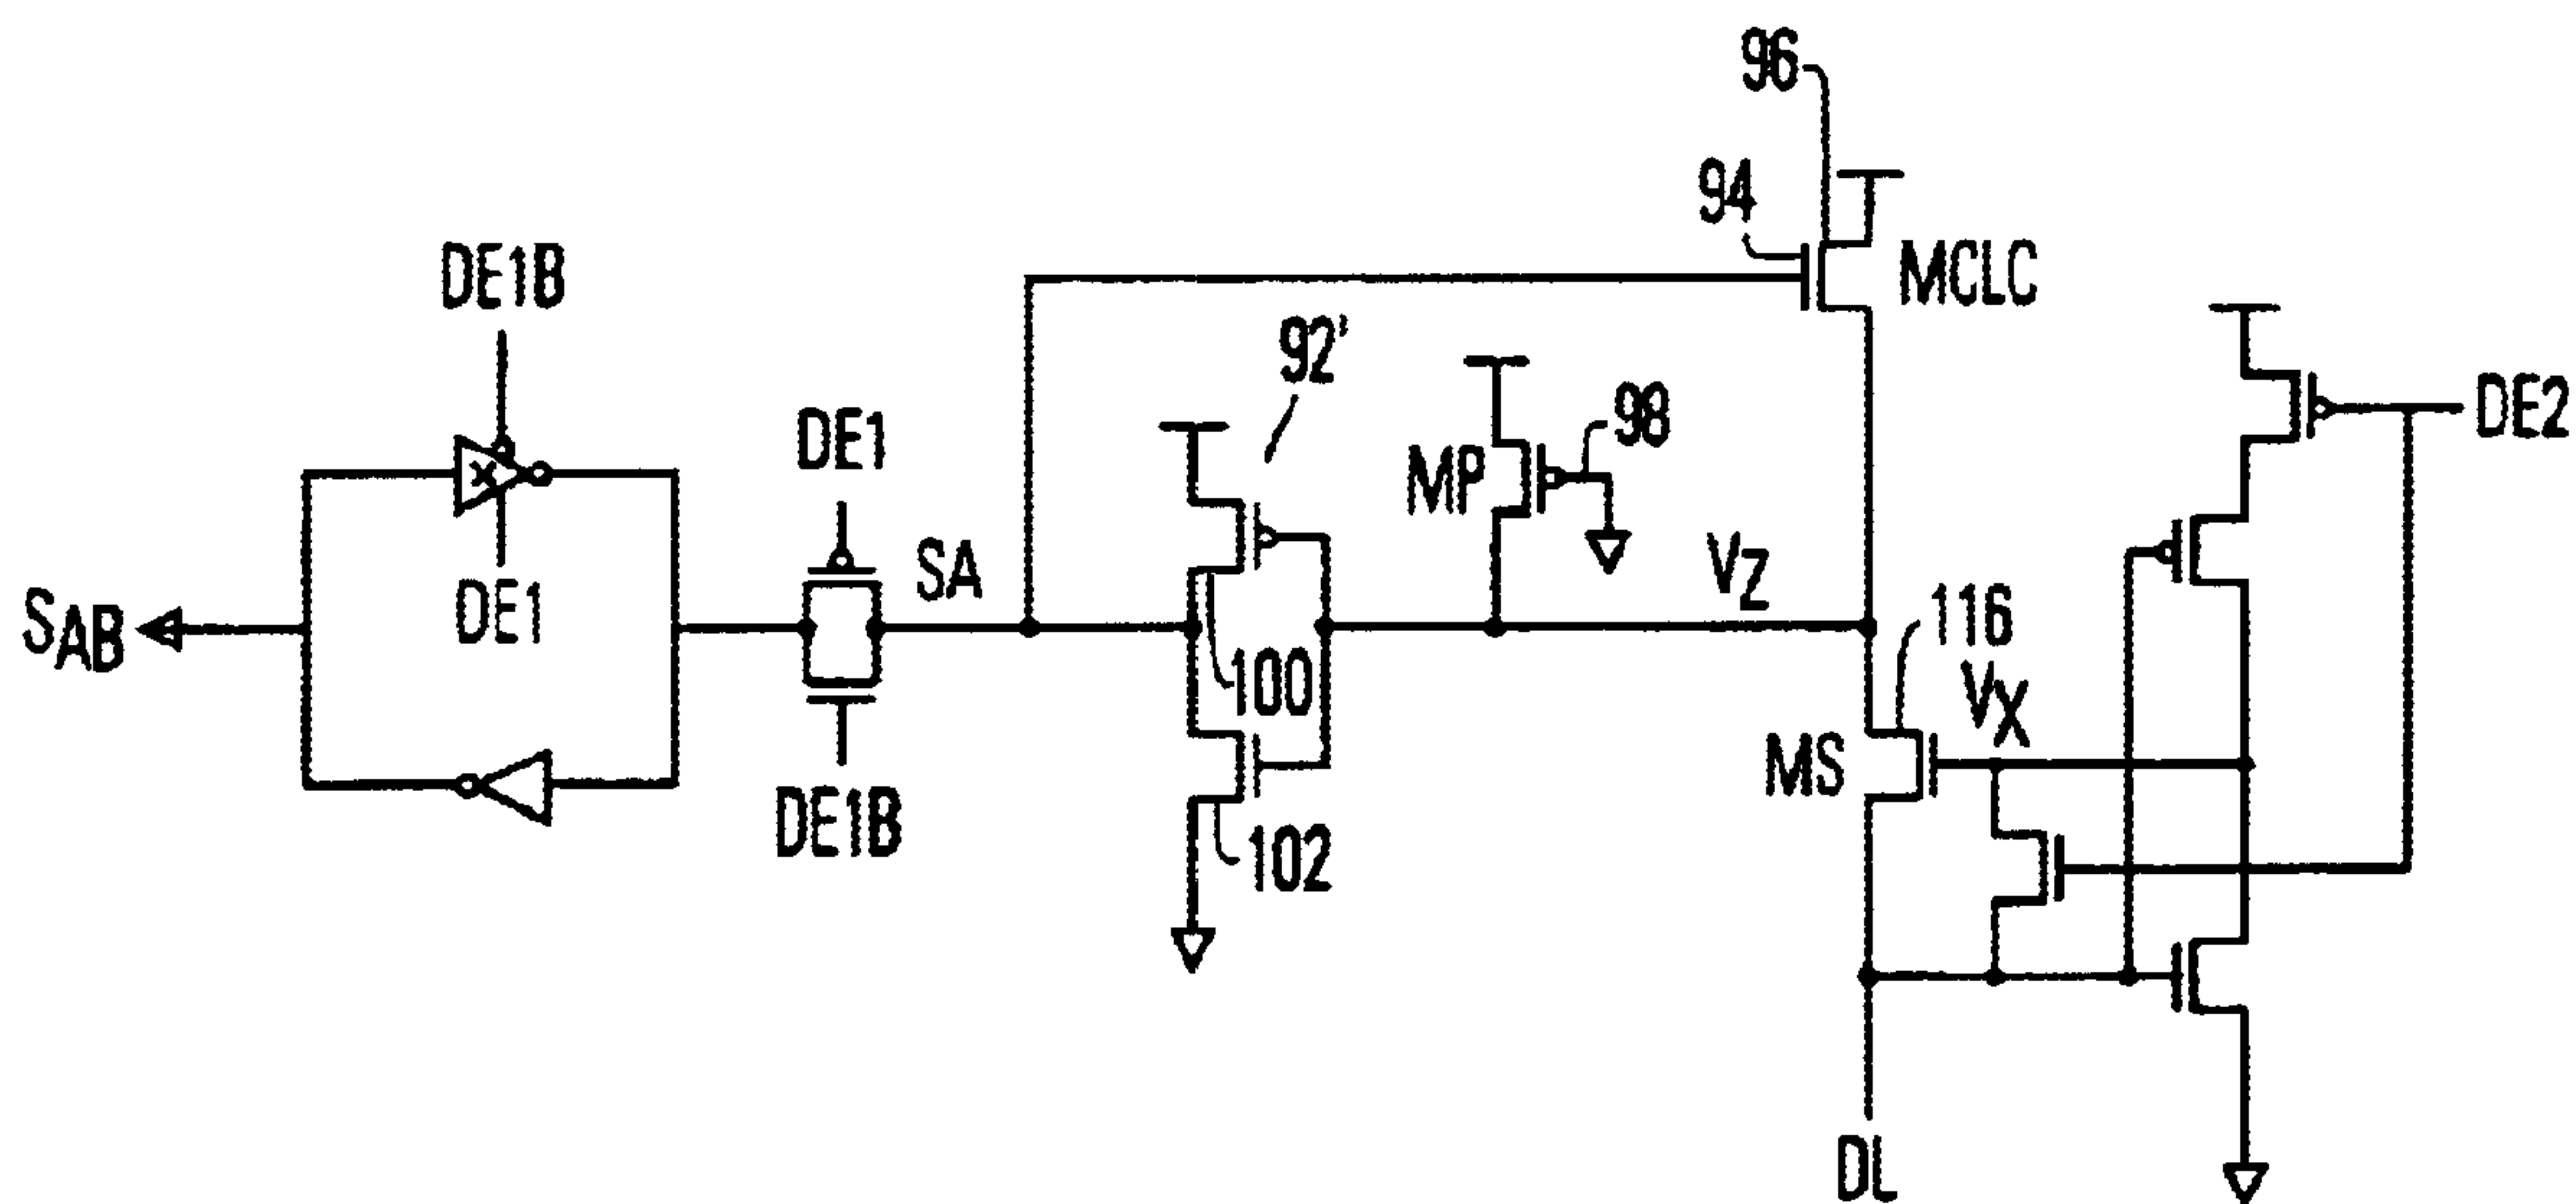 96
94
DE1B
MCLC
92'
DE1
98
DE2
MP
SA
VZ
DE1
116
SAB
100
VX
MS
DE1B
102
DL